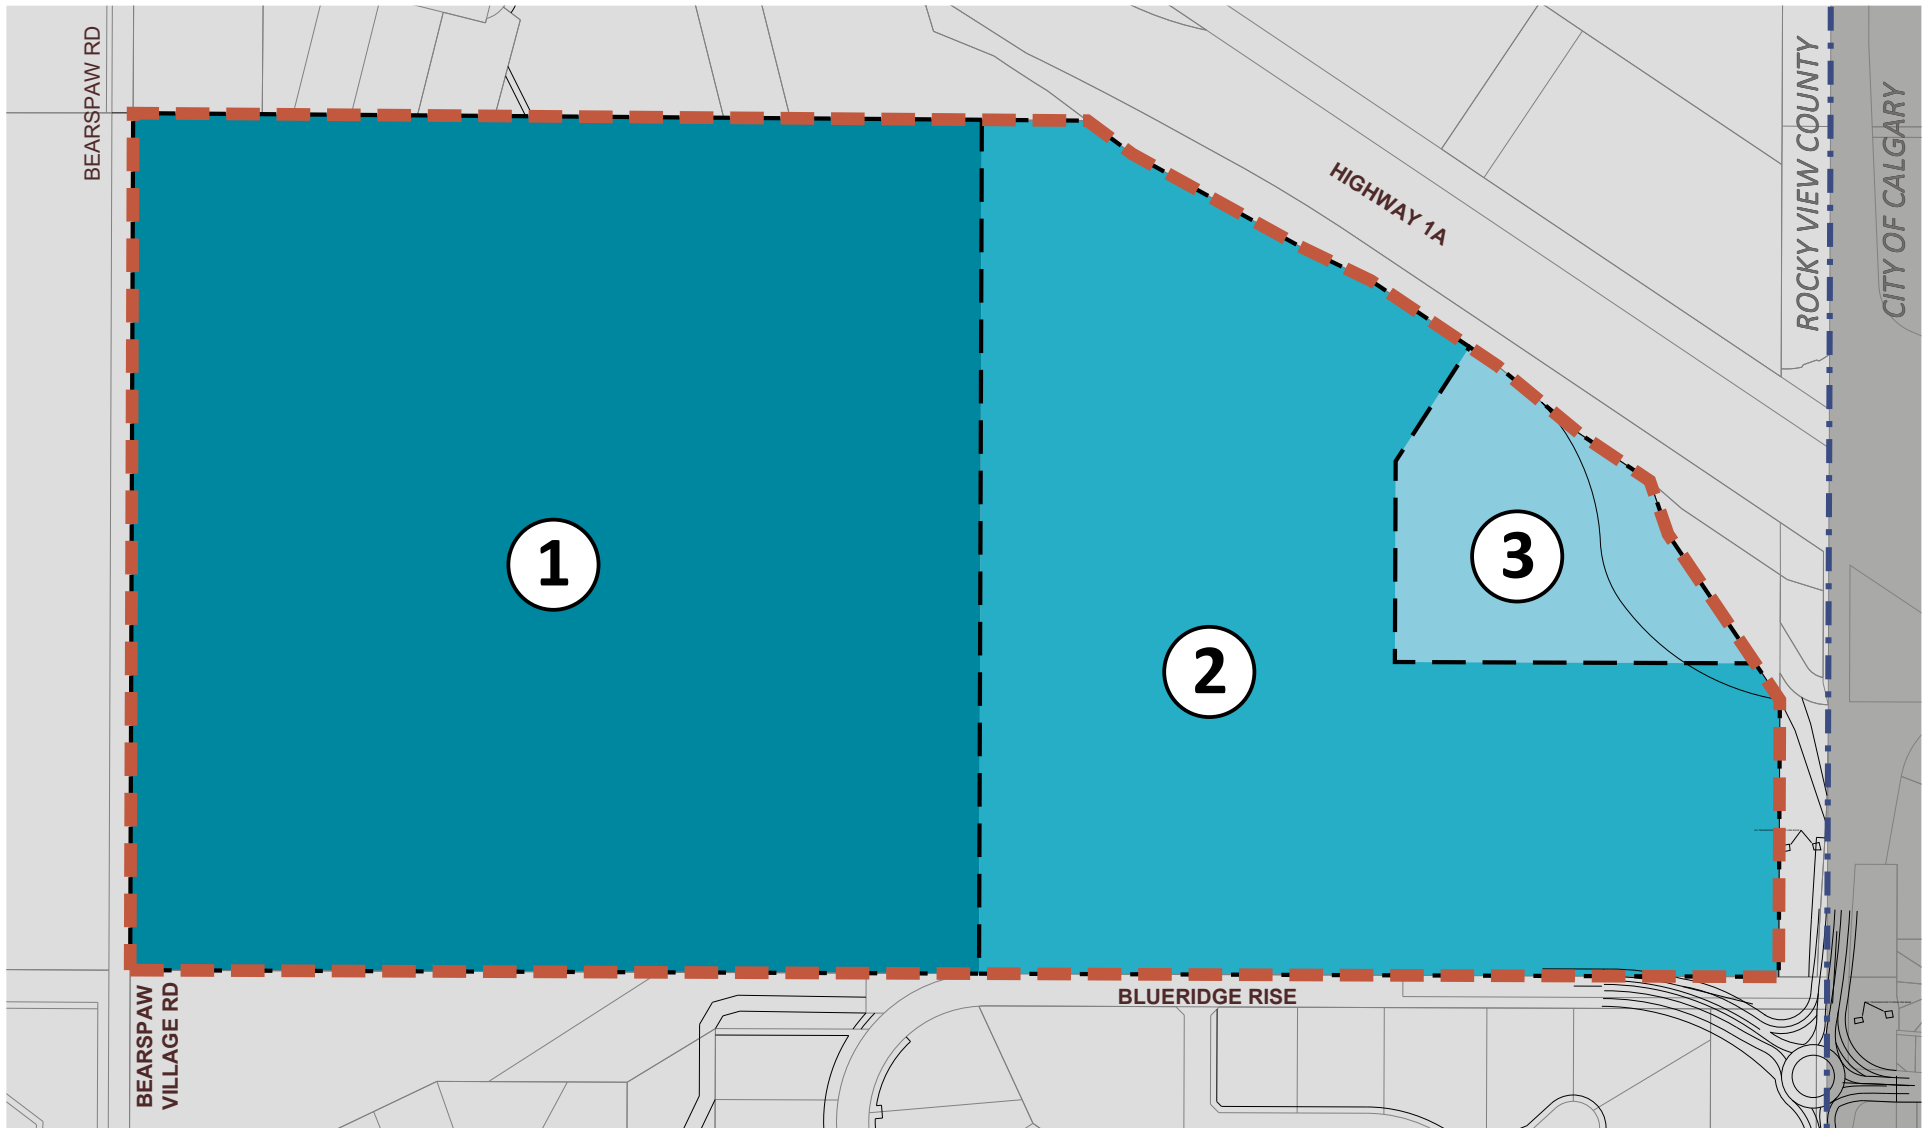 BEARSPAW RD
HIGHWAY 1A
ROCKY VIEW COUNTY
CITY OF CALGARY
1
2
3
BLUERIDGE RISE
BEARSPAW
VILLAGE RD